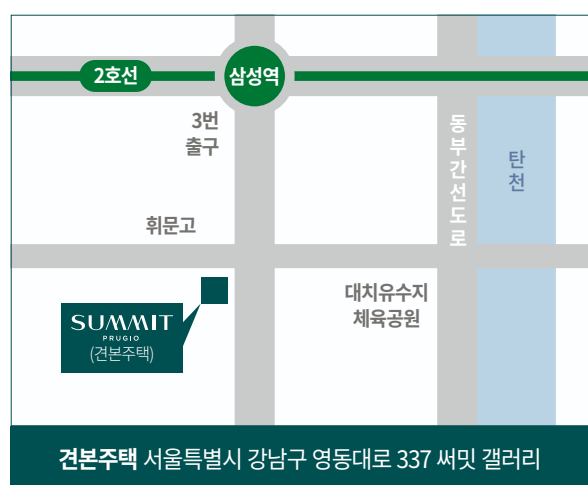 2호선
삼성역
3번
출구
동부간선도로
탄천
휘문고
대치유수지
체육공원
SUMMIT
PRUGIO
(견본주택)
견본주택 서울특별시 강남구 영동대로 337 써밋 갤러리